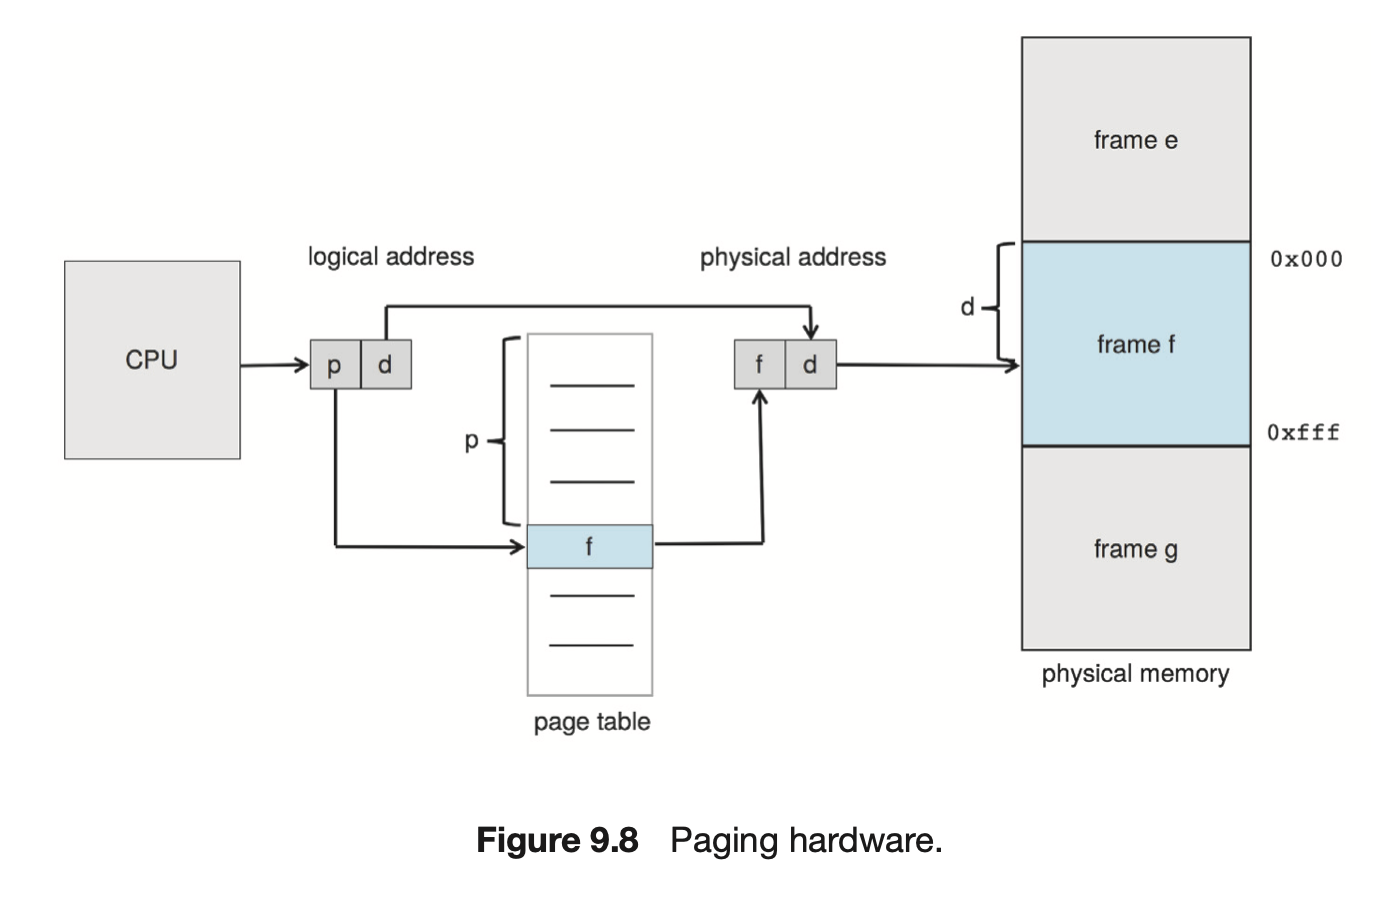 frame e
logical address
physical address
0x000
d
frame f
CPU
p
d
f
d
p
0xfff
f
frame g
physical memory
page table
Figure 9.8 Paging hardware.